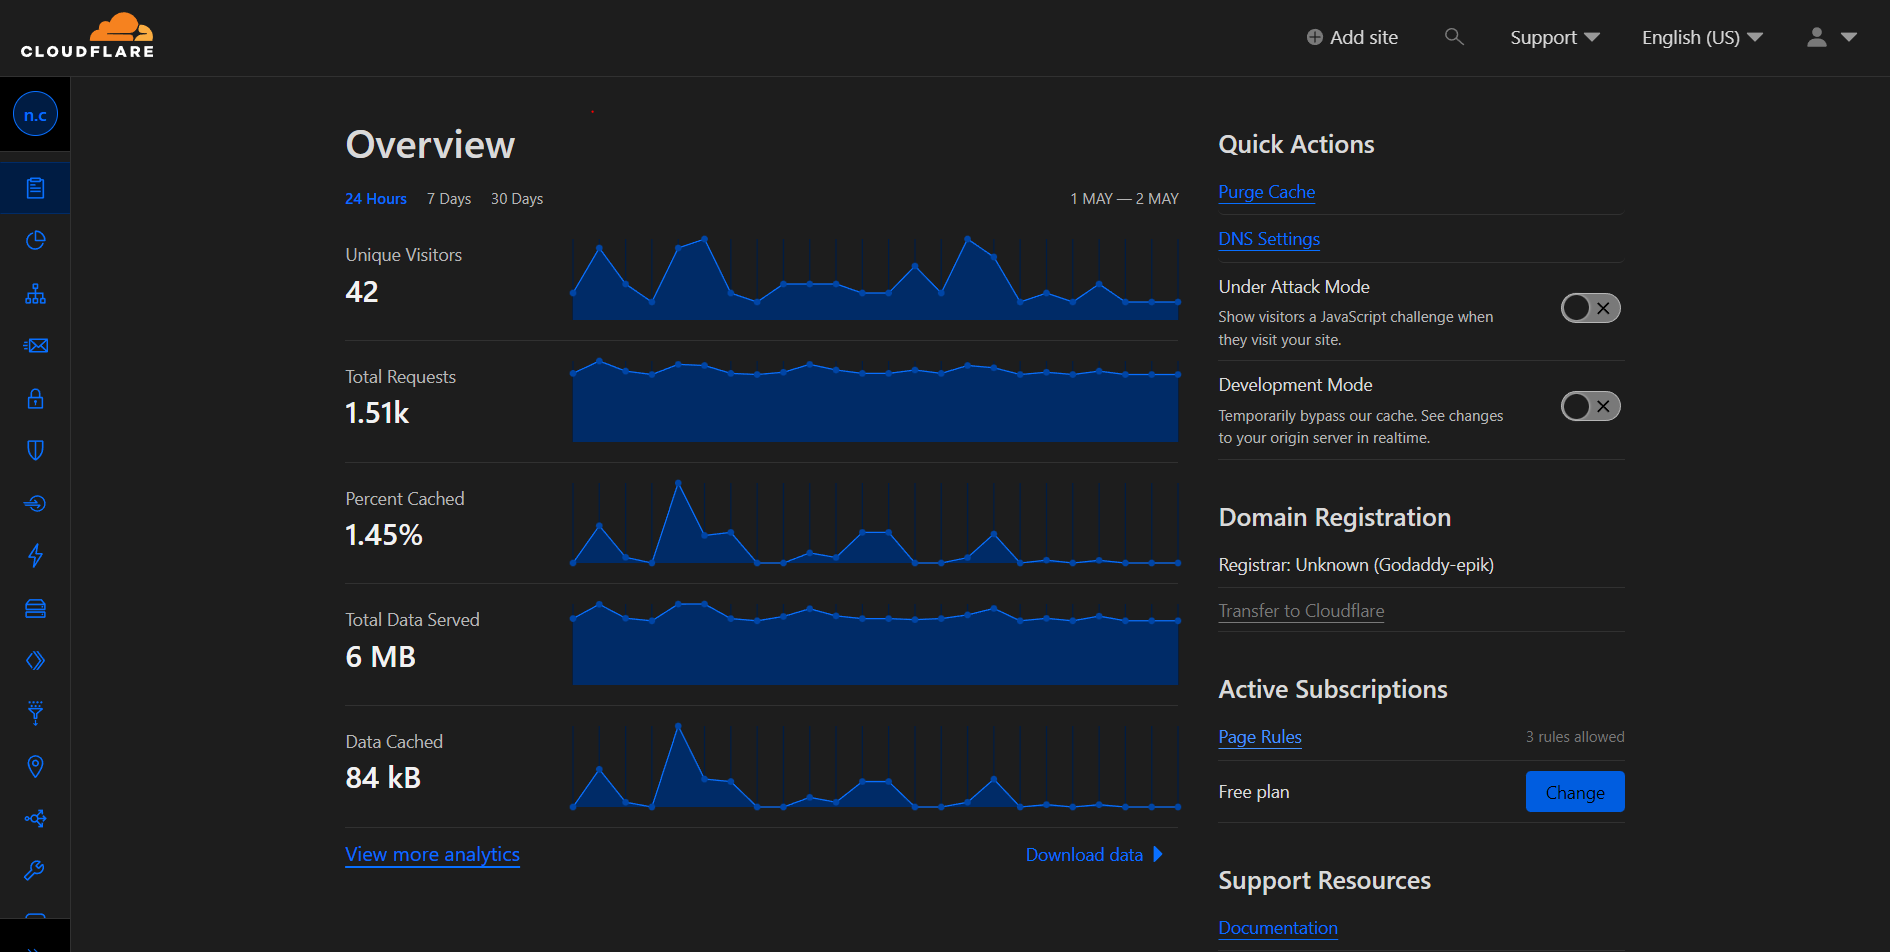 CLOUDFLARE
Add site
Support
English (US)
n.c
Overview
24 Hours
7 Days
30 Days
1 MAY — 2 MAY
Unique Visitors
42
Total Requests
1.51k
Percent Cached
1.45%
Total Data Served
6 MB
Data Cached
84 kB
View more analytics
Download data
Quick Actions
Purge Cache
DNS Settings
Under Attack Mode
Show visitors a JavaScript challenge when
they visit your site.
Development Mode
Temporarily bypass our cache. See changes
to your origin server in realtime.
Domain Registration
Registrar: Unknown (Godaddy-epik)
Transfer to Cloudflare
Active Subscriptions
Page Rules
3 rules allowed
Free plan
Change
Support Resources
Documentation